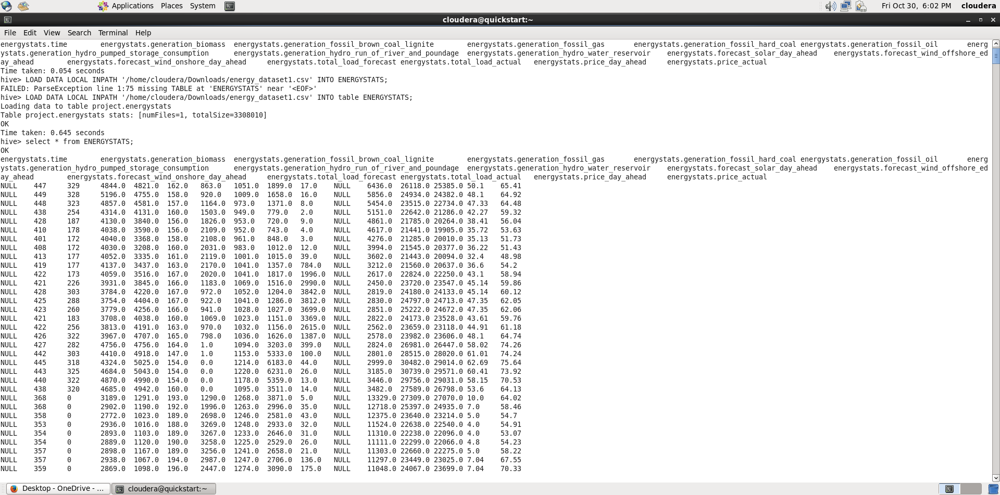 Applications Places System Fri Oct 30, 6:02 PM cloudera
cloudera@quickstart:~
File Edit View Search Terminal Help
energystats.time energystats.generation_biomass energystats.generation_fossil_brown_coal_lignite energystats.generation_fossil_gas energystats.generation_fossil_hard_coal energystats.generation_fossil_oil energ
ystats.generation_hydro_pumped_storage_consumption energystats.generation_hydro_run_of_river_and_poundage energystats.generation_hydro_water_reservoir energystats.forecast_solar_day_ahead energystats.forecast_wind_offshore_ed
ay_ahead energystats.forecast_wind_onshore_day_ahead energystats.total_load_forecast energystats.total_load_actual energystats.price_day_ahead energystats.price_actual
Time taken: 0.054 seconds
hive> LOAD DATA LOCAL INPATH '/home/cloudera/Downloads/energy_dataset1.csv' INTO ENERGYSTATS;
FAILED: ParseException line 1:75 missing TABLE at 'ENERGYSTATS' near '<EOF>'
hive> LOAD DATA LOCAL INPATH '/home/cloudera/Downloads/energy_dataset1.csv' INTO table ENERGYSTATS;
Loading data to table project.energystats
Table project.energystats stats: [numFiles=1, totalSize=3308010]
OK
Time taken: 0.645 seconds
hive> select * from ENERGYSTATS;
OK
energystats.time energystats.generation_biomass energystats.generation_fossil_brown_coal_lignite energystats.generation_fossil_gas energystats.generation_fossil_hard_coal energystats.generation_fossil_oil energ
ystats.generation_hydro_pumped_storage_consumption energystats.generation_hydro_run_of_river_and_poundage energystats.generation_hydro_water_reservoir energystats.forecast_solar_day_ahead energystats.forecast_wind_offshore_ed
ay_ahead energystats.forecast_wind_onshore_day_ahead energystats.total_load_forecast energystats.total_load_actual energystats.price_day_ahead energystats.price_actual
NULL 447 329 4844.0 4821.0 162.0 863.0 1051.0 1899.0 17.0 NULL 6436.0 26118.0 25385.0 50.1 65.41
NULL 449 328 5196.0 4755.0 158.0 920.0 1009.0 1658.0 16.0 NULL 5856.0 24934.0 24382.0 48.1 64.92
NULL 448 323 4857.0 4581.0 157.0 1164.0 973.0 1371.0 8.0 NULL 5454.0 23515.0 22734.0 47.33 64.48
NULL 438 254 4314.0 4131.0 160.0 1503.0 949.0 779.0 2.0 NULL 5151.0 22642.0 21286.0 42.27 59.32
NULL 428 187 4130.0 3840.0 156.0 1826.0 953.0 720.0 9.0 NULL 4861.0 21785.0 20264.0 38.41 56.04
NULL 410 178 4038.0 3590.0 156.0 2109.0 952.0 743.0 4.0 NULL 4617.0 21441.0 19905.0 35.72 53.63
NULL 401 172 4040.0 3368.0 158.0 2108.0 961.0 848.0 3.0 NULL 4276.0 21285.0 20010.0 35.13 51.73
NULL 408 172 4030.0 3208.0 160.0 2031.0 983.0 1012.0 12.0 NULL 3994.0 21545.0 20377.0 36.22 51.43
NULL 413 177 4052.0 3335.0 161.0 2119.0 1001.0 1015.0 39.0 NULL 3602.0 21443.0 20094.0 32.4 48.98
NULL 419 177 4137.0 3437.0 163.0 2170.0 1041.0 1357.0 784.0 NULL 3212.0 21560.0 20637.0 36.6 54.2
NULL 422 173 4059.0 3516.0 167.0 2020.0 1041.0 1817.0 1996.0 NULL 2617.0 22824.0 22250.0 43.1 58.94
NULL 421 226 3931.0 3845.0 166.0 1183.0 1069.0 1516.0 2990.0 NULL 2450.0 23720.0 23547.0 45.14 59.86
NULL 428 303 3784.0 4220.0 167.0 972.0 1052.0 1204.0 3842.0 NULL 2819.0 24180.0 24133.0 45.14 60.12
NULL 425 288 3754.0 4404.0 167.0 922.0 1041.0 1286.0 3812.0 NULL 2830.0 24797.0 24713.0 47.35 62.05
NULL 423 260 3779.0 4256.0 166.0 941.0 1028.0 1027.0 3699.0 NULL 2851.0 25222.0 24672.0 47.35 62.06
NULL 421 183 3708.0 4038.0 160.0 1069.0 1023.0 1151.0 3369.0 NULL 2822.0 24173.0 23528.0 43.61 59.76
NULL 422 256 3813.0 4191.0 163.0 970.0 1032.0 1156.0 2615.0 NULL 2562.0 23659.0 23118.0 44.91 61.18
NULL 426 322 3967.0 4707.0 165.0 798.0 1036.0 1626.0 1387.0 NULL 2578.0 23982.0 23606.0 48.1 64.74
NULL 427 282 4756.0 4756.0 164.0 1.0 1094.0 3203.0 399.0 NULL 2824.0 26981.0 26447.0 58.02 74.26
NULL 442 303 4410.0 4918.0 147.0 1.0 1153.0 5333.0 100.0 NULL 2801.0 28515.0 28020.0 61.01 74.24
NULL 445 318 4324.0 5025.0 154.0 0.0 1214.0 6183.0 44.0 NULL 2999.0 30482.0 29014.0 62.69 75.64
NULL 443 325 4684.0 5043.0 154.0 0.0 1220.0 6231.0 26.0 NULL 3185.0 30739.0 29571.0 60.41 73.92
NULL 440 322 4870.0 4990.0 154.0 0.0 1178.0 5359.0 13.0 NULL 3446.0 29756.0 29031.0 58.15 70.53
NULL 438 320 4685.0 4942.0 160.0 0.0 1095.0 3511.0 14.0 NULL 3482.0 27589.0 26798.0 53.6 64.13
NULL 368 0 3189.0 1291.0 193.0 1290.0 1268.0 3871.0 5.0 NULL 13329.0 27309.0 27070.0 10.0 64.02
NULL 368 0 2902.0 1190.0 192.0 1996.0 1263.0 2996.0 35.0 NULL 12718.0 25397.0 24935.0 7.0 58.46
NULL 358 0 2772.0 1023.0 189.0 2698.0 1246.0 2581.0 43.0 NULL 12375.0 23640.0 23214.0 5.0 54.7
NULL 353 0 2936.0 1016.0 188.0 3269.0 1248.0 2933.0 32.0 NULL 11524.0 22638.0 22540.0 4.0 54.91
NULL 354 0 2893.0 1103.0 189.0 3267.0 1233.0 2646.0 31.0 NULL 11310.0 22238.0 22096.0 4.0 53.07
NULL 354 0 2889.0 1120.0 190.0 3258.0 1225.0 2529.0 26.0 NULL 11111.0 22299.0 22066.0 4.8 54.23
NULL 357 0 2898.0 1167.0 189.0 3256.0 1241.0 2658.0 21.0 NULL 11303.0 22660.0 22275.0 5.0 58.22
NULL 357 0 2938.0 1067.0 194.0 2987.0 1247.0 2706.0 136.0 NULL 11297.0 23449.0 23025.0 7.04 67.55
NULL 359 0 2869.0 1098.0 196.0 2447.0 1274.0 3090.0 175.0 NULL 11048.0 24067.0 23699.0 7.04 70.33
Desktop - OneDrive - ... cloudera@quickstart:~